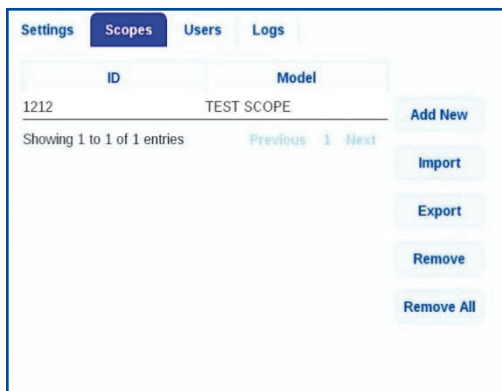 Settings Scopes Users Logs
ID Model
1212 TEST SCOPE
Showing 1 to 1 of 1 entries Previous 1 Next
Add New
Import
Export
Remove
Remove All